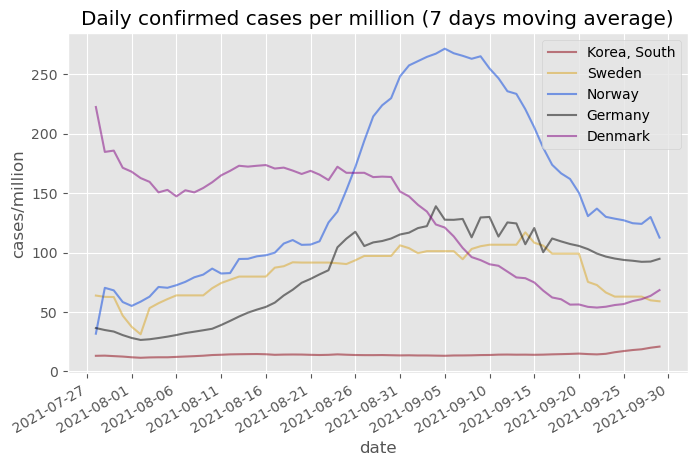 Daily confirmed cases per million (7 days moving average)
Korea, South
Sweden
Norway
Germany
Denmark
cases/million
250
200
150
100
50
0
2021-07-27
2021-08-01
2021-08-06
2021-08-11
2021-08-16
2021-08-21
2021-08-26
2021-08-31
2021-09-05
2021-09-10
2021-09-15
2021-09-20
2021-09-25
2021-09-30
date